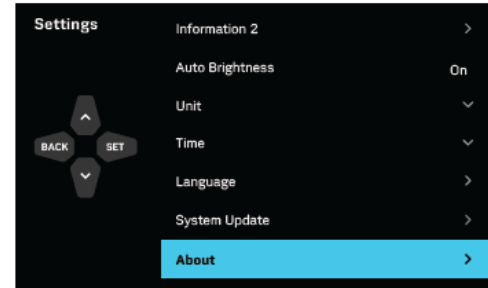 Settings
Information 2
Auto Brightness On
Unit
BACK SET
Time
Language
System Update
About